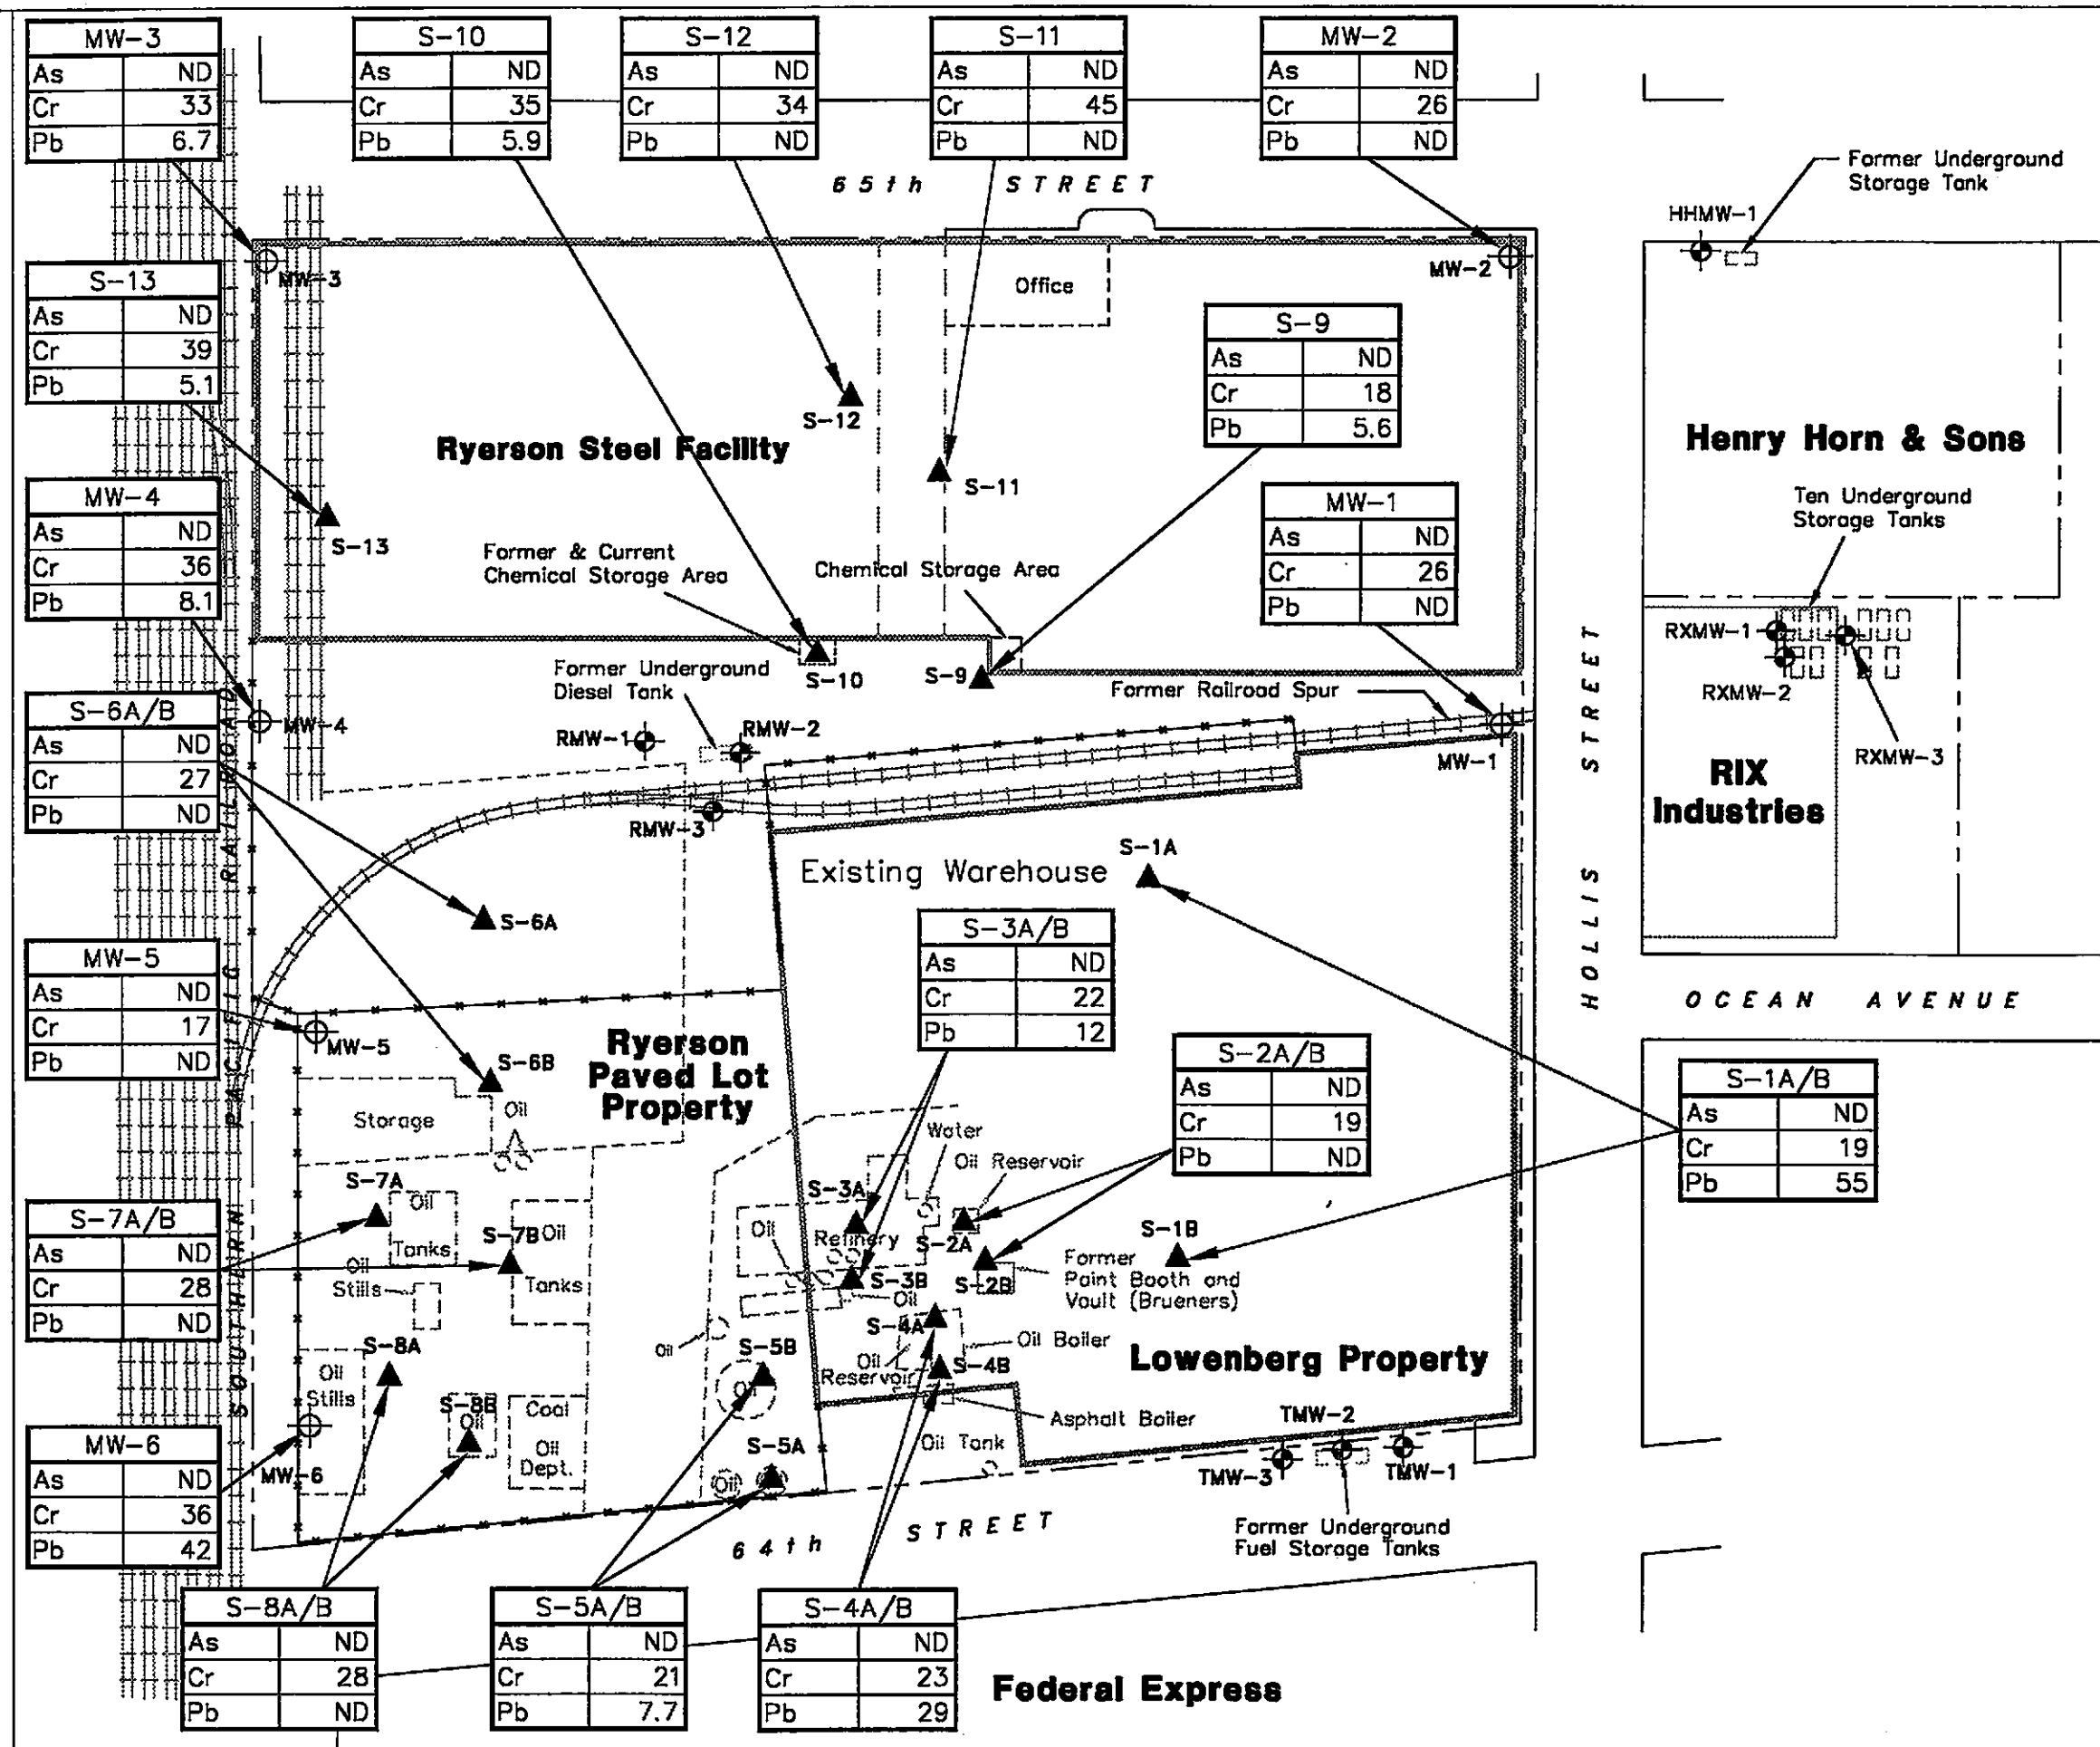 MW-3
As ND
Cr 33
Pb 6.7
S-10
As ND
Cr 35
Pb 5.9
S-12
As ND
Cr 34
Pb ND
S-11
As ND
Cr 45
Pb ND
MW-2
As ND
Cr 26
Pb ND
65th STREET
Former Underground
Storage Tank
HHMW-1
MW-3
MW-2
Office
S-13
As ND
Cr 39
Pb 5.1
S-9
As ND
Cr 18
Pb 5.6
S-12
Ryerson Steel Facility
Henry Horn & Sons
S-11
MW-4
As ND
Cr 36
Pb 8.1
MW-1
As ND
Cr 26
Pb ND
Ten Underground
Storage Tanks
S-13
Former & Current
Chemical Storage Area
Chemical Storage Area
RXMW-1
RXMW-2
RXMW-3
S-10
S-9
Former Underground
Diesel Tank
Former Railroad Spur
HOLLIS STREET
S-6A/B
As ND
Cr 27
Pb ND
MW-4
RMW-1
RMW-2
MW-1
RMW-3
RIX
Industries
S-1A
Existing Warehouse
S-6A
S-3A/B
As ND
Cr 22
Pb 12
MW-5
As ND
Cr 17
Pb ND
OCEAN AVENUE
SOUTHERN PACIFIC RAILROAD
MW-5
Ryerson
Paved Lot
Property
S-2A/B
As ND
Cr 19
Pb ND
S-1A/B
As ND
Cr 19
Pb 55
S-6B
Oil
Storage
Water
Oil Reservoir
S-7A
Oil
Tanks
S-3A
S-7A/B
As ND
Cr 28
Pb ND
S-7B
Oil
Tanks
Oil
Refinery
S-2A
S-1B
Oil
Stills
S-3B
Oil
S-2B
Former
Paint Booth and
Vault (Brueners)
S-4A
Oil
Oil Boiler
S-8A
S-5B
Oil
Reservoir
S-4B
Lowenberg Property
Oil
Stills
Oil
S-8B
Oil
Coal
Oil
Dept.
Asphalt Boiler
TMW-2
MW-6
As ND
Cr 36
Pb 42
MW-6
S-5A
Oil
Oil Tank
TMW-3
TMW-1
64th STREET
Former Underground
Fuel Storage Tanks
S-8A/B
As ND
Cr 28
Pb ND
S-5A/B
As ND
Cr 21
Pb 7.7
S-4A/B
As ND
Cr 23
Pb 29
Federal Express